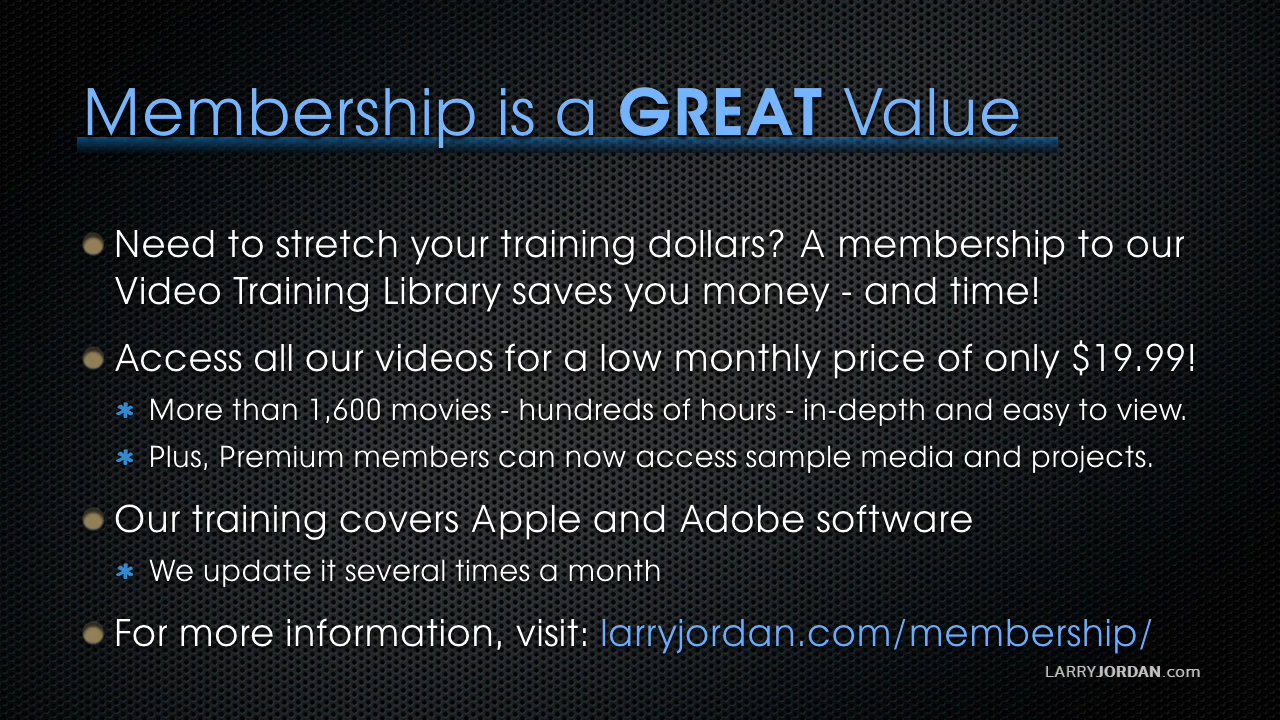 Membership is a GREAT Value
Need to stretch your training dollars? A membership to our
Video Training Library saves you money - and time!
Access all our videos for a low monthly price of only $19.99!
More than 1,600 movies - hundreds of hours - in-depth and easy to view.
Plus, Premium members can now access sample media and projects.
Our training covers Apple and Adobe software
We update it several times a month
For more information, visit: larryjordan.com/membership/
LARRYJORDAN.com